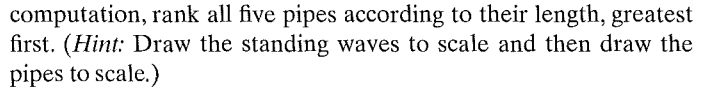 computation, rank all five pipes according to their length, greatest
first. (Hint: Draw the standing waves to scale and then draw the
pipes to scale.)